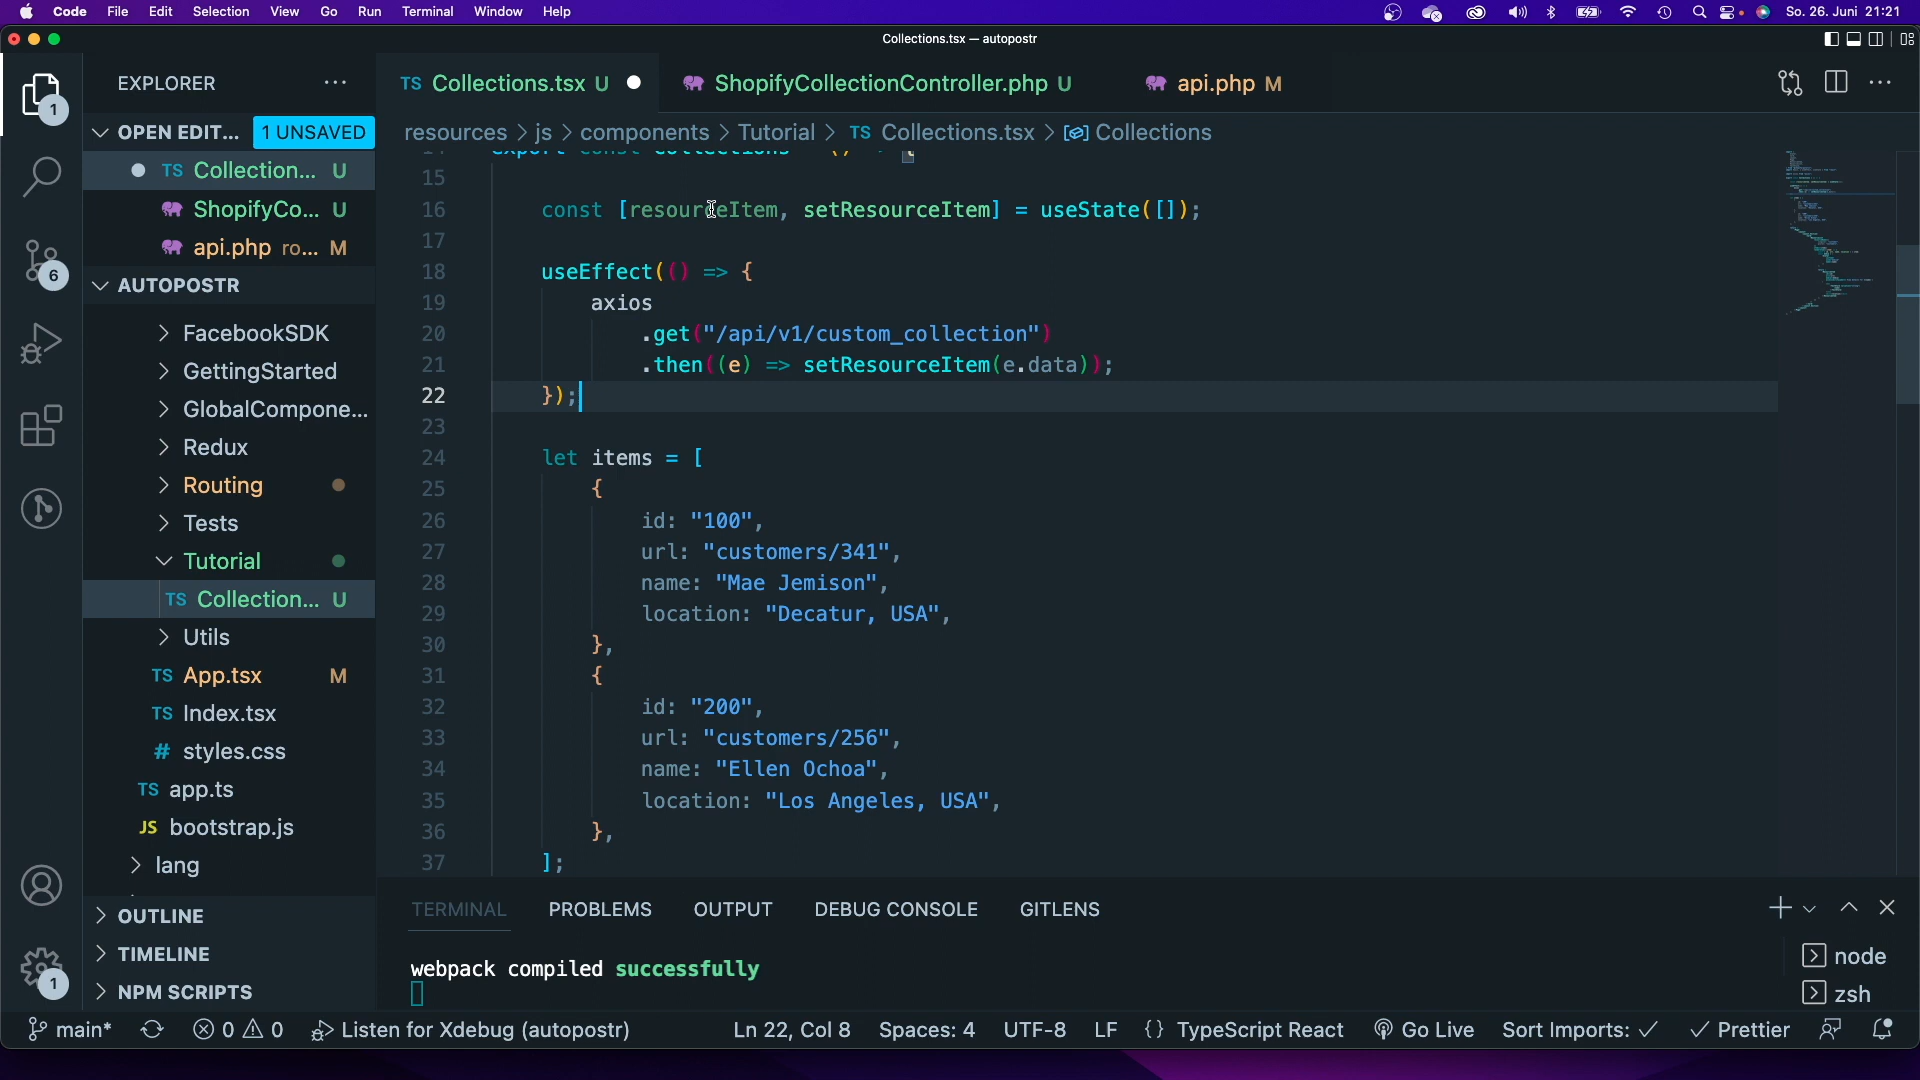 Code File Edit Selection View Go Run Terminal Window Help So. 26. Juni 21:21
Collections.tsx — autopostr
EXPLORER
TS Collections.tsx U ShopifyCollectionController.php U api.php M
1
OPEN EDIT... 1 UNSAVED
resources > js > components > Tutorial > TS Collections.tsx > Collections
TS Collection... U
ShopifyCo... U
api.php ro... M
6
AUTOPOSTR
FacebookSDK
GettingStarted
GlobalCompone...
Redux
Routing
Tests
Tutorial
TS Collection... U
Utils
TS App.tsx M
TS Index.tsx
# styles.css
TS app.ts
JS bootstrap.js
lang
OUTLINE
TIMELINE
1
NPM SCRIPTS
14 export const Collections = () => {
15
16 const [resourceItem, setResourceItem] = useState([]);
17
18 useEffect(() => {
19 axios
20 .get("/api/v1/custom_collection")
21 .then((e) => setResourceItem(e.data));
22 });
23
24 let items = [
25 {
26 id: "100",
27 url: "customers/341",
28 name: "Mae Jemison",
29 location: "Decatur, USA",
30 },
31 {
32 id: "200",
33 url: "customers/256",
34 name: "Ellen Ochoa",
35 location: "Los Angeles, USA",
36 },
37 ];
TERMINAL PROBLEMS OUTPUT DEBUG CONSOLE GITLENS
webpack compiled successfully
node
zsh
main* 0 0 Listen for Xdebug (autopostr) Ln 22, Col 8 Spaces: 4 UTF-8 LF {} TypeScript React Go Live Sort Imports: ✓ ✓ Prettier